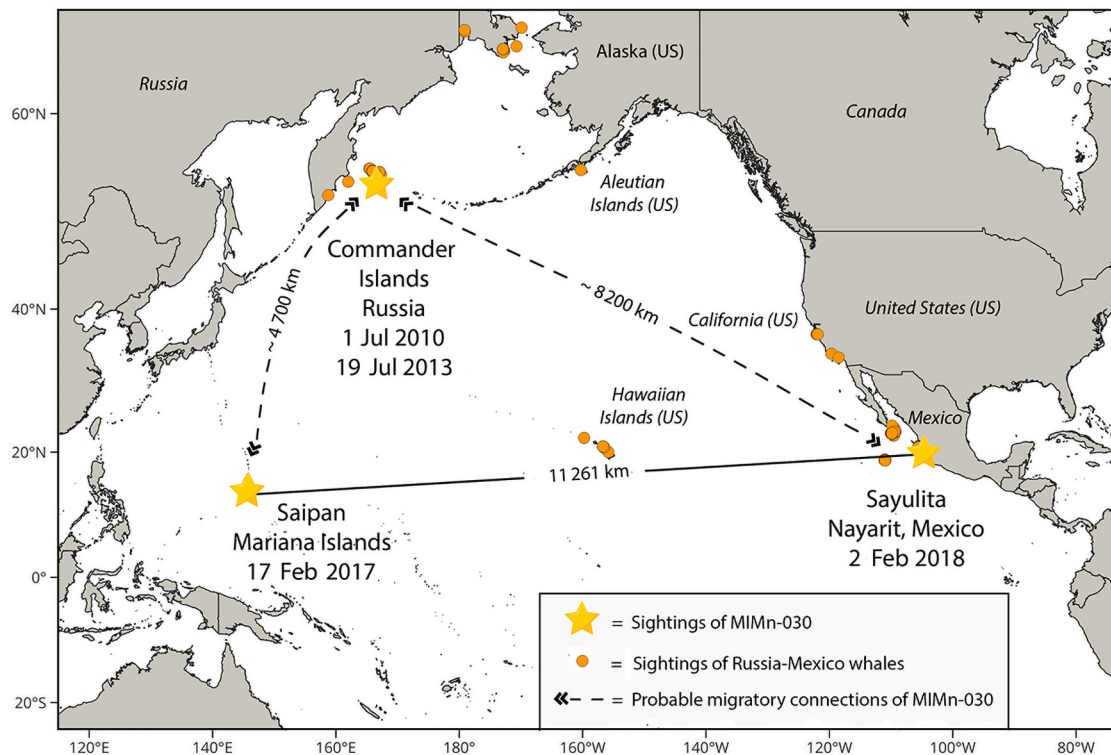 Russia
Alaska (US)
Canada
60°N
Aleutian
Islands (US)
Commander
Islands
Russia
1 Jul 2010
19 Jul 2013
~ 4 700 km
~ 8 200 km
40°N
California (US)
United States (US)
Hawaiian
Islands (US)
Mexico
20°N
11 261 km
Saipan
Mariana Islands
17 Feb 2017
Sayulita
Nayarit, Mexico
2 Feb 2018
0°
20°S
= Sightings of MIMn-030
= Sightings of Russia-Mexico whales
= Probable migratory connections of MIMn-030
120°E
140°E
160°E
180°
160°W
140°W
120°W
100°W
80°W